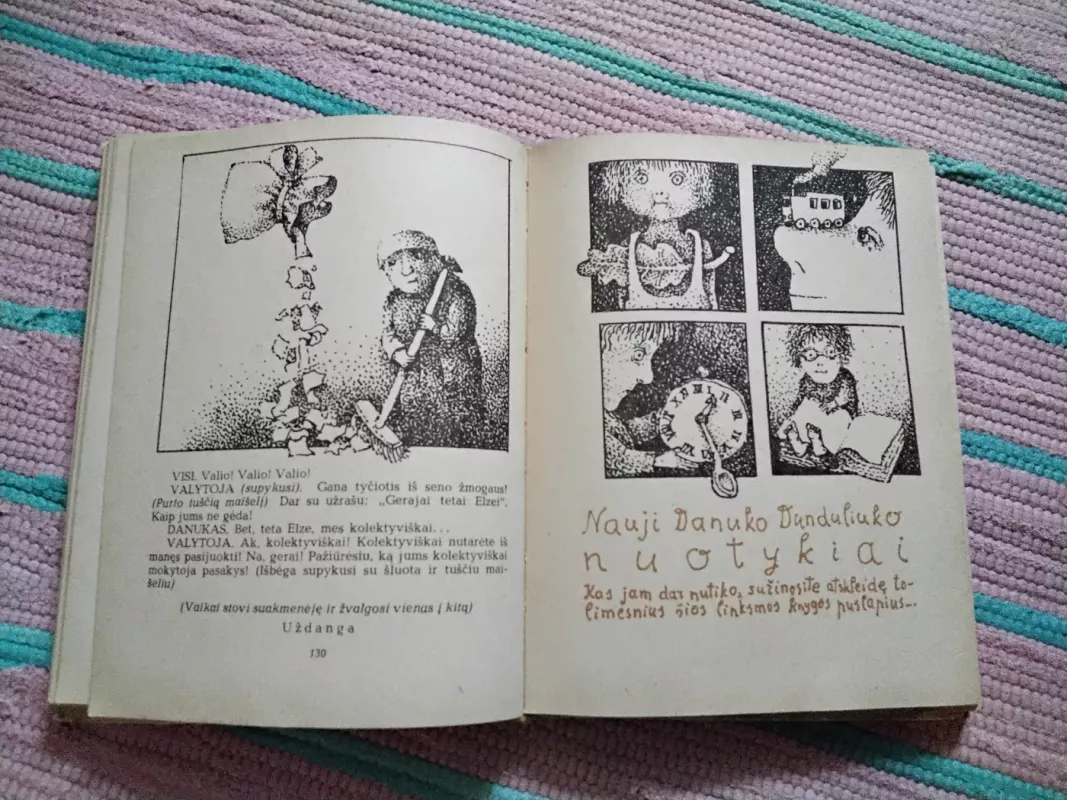 VISI. Valio! Valio! Valio!
VALYTOJA (supykusi). Gana tyčiotis iš seno žmogaus!
(Purto tuščią maišelį) Dar su užrašu: „Gerajai tetai Elzei“.
Kaip jums ne gėda!
DANUKAS. Bet, teta Elze, mes kolektyviškai...
VALYTOJA. Ak, kolektyviškai! Kolektyviškai nutarėte iš
manęs pasijuokti! Na, gerai! Pažiūrėsiu, ką jums kolektyviškai
mokytoja pasakys! (Išbėga supykusi su šluota ir tuščiu mai-
šeliu)
(Vaikai stovi suakmenėję ir žvalgosi vienas į kitą)
Uždanga
130
Nauji Danuko Dunduliuko
nuotykiai
Kas jam dar nutiko, sužinosite atskleidę to-
limesnius šios linksmos knygos puslapius...